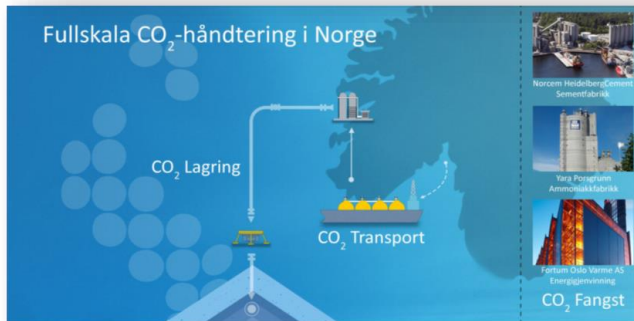 Fullskala CO₂-håndtering i Norge
CO₂ Lagring
CO₂ Transport
Norcem HeidelbergCement
Sementfabrikk
Yara Porsgrunn
Ammoniakkfabrikk
Fortum Oslo Varme AS
Energigjenvinning
CO₂ Fangst